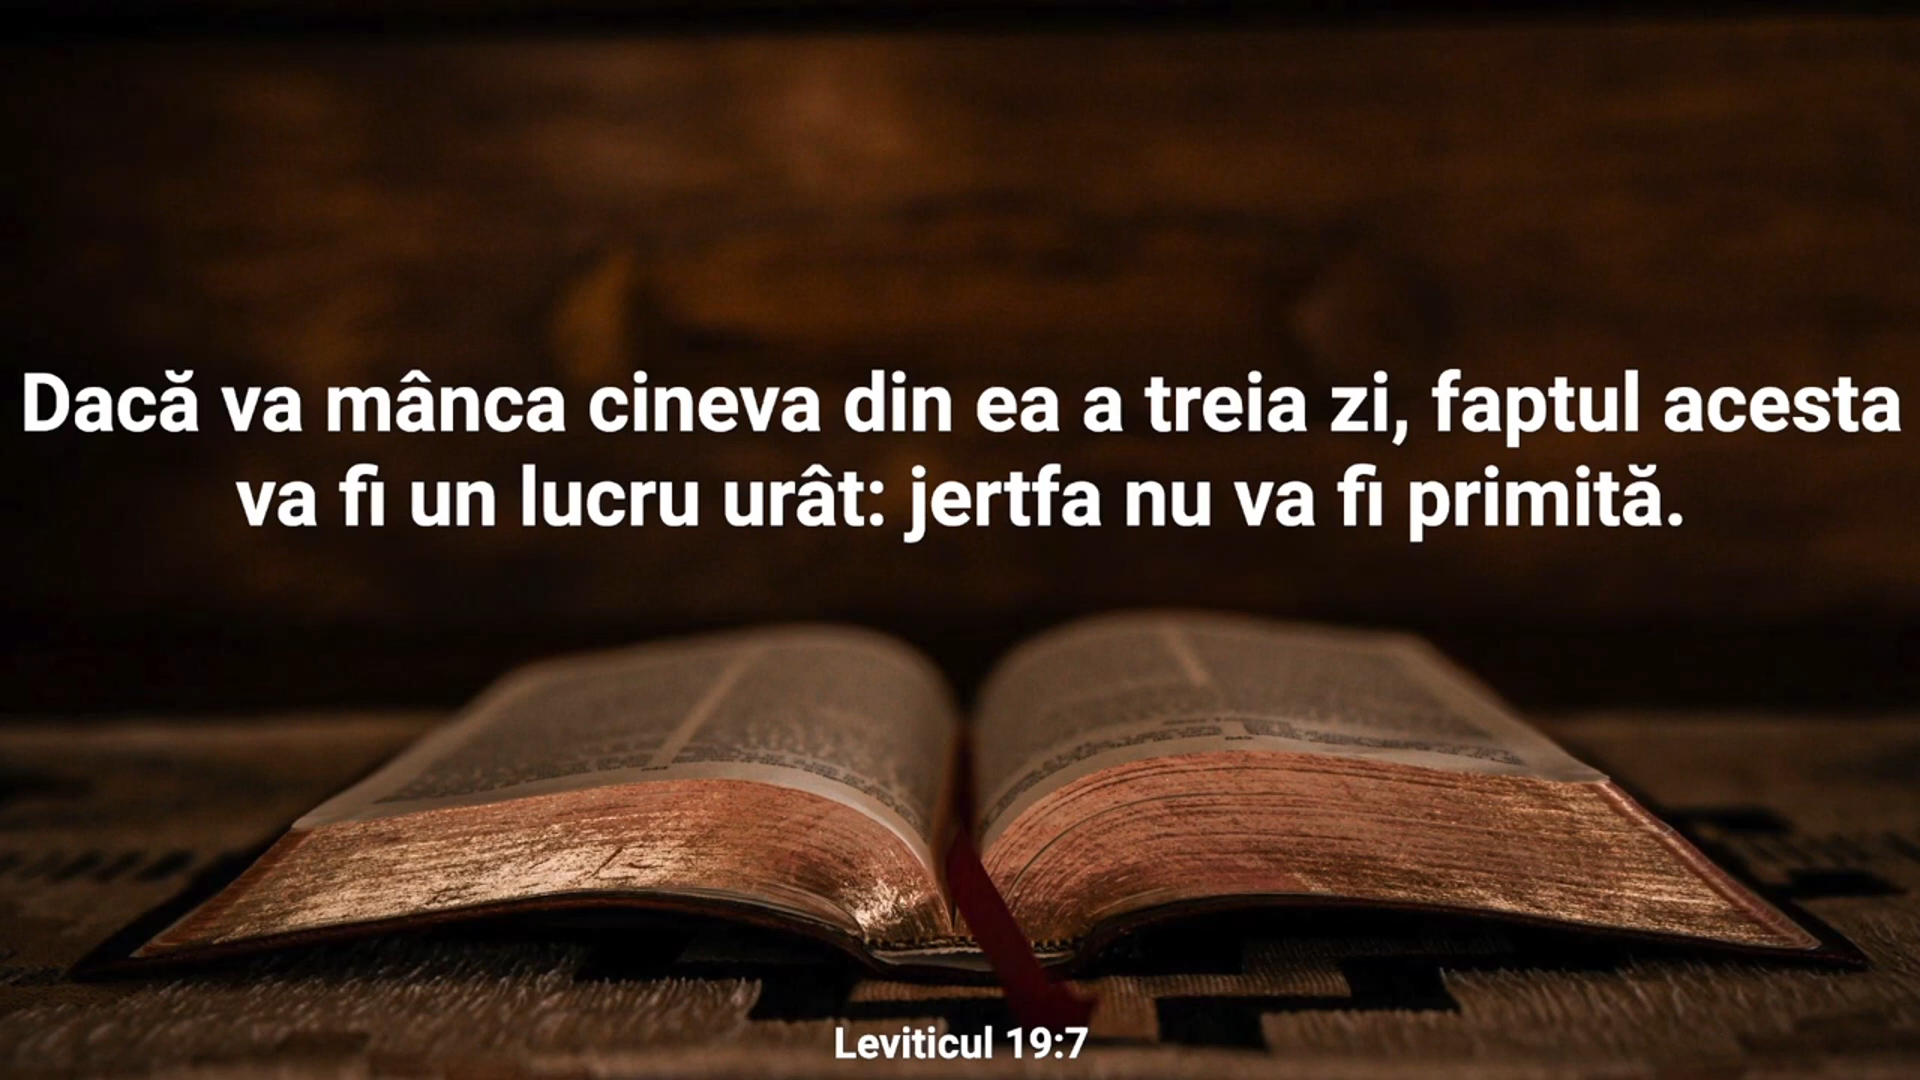 Dacă va mânca cineva din ea a treia zi, faptul acesta
va fi un lucru urât: jertfa nu va fi primită.
Leviticul 19:7